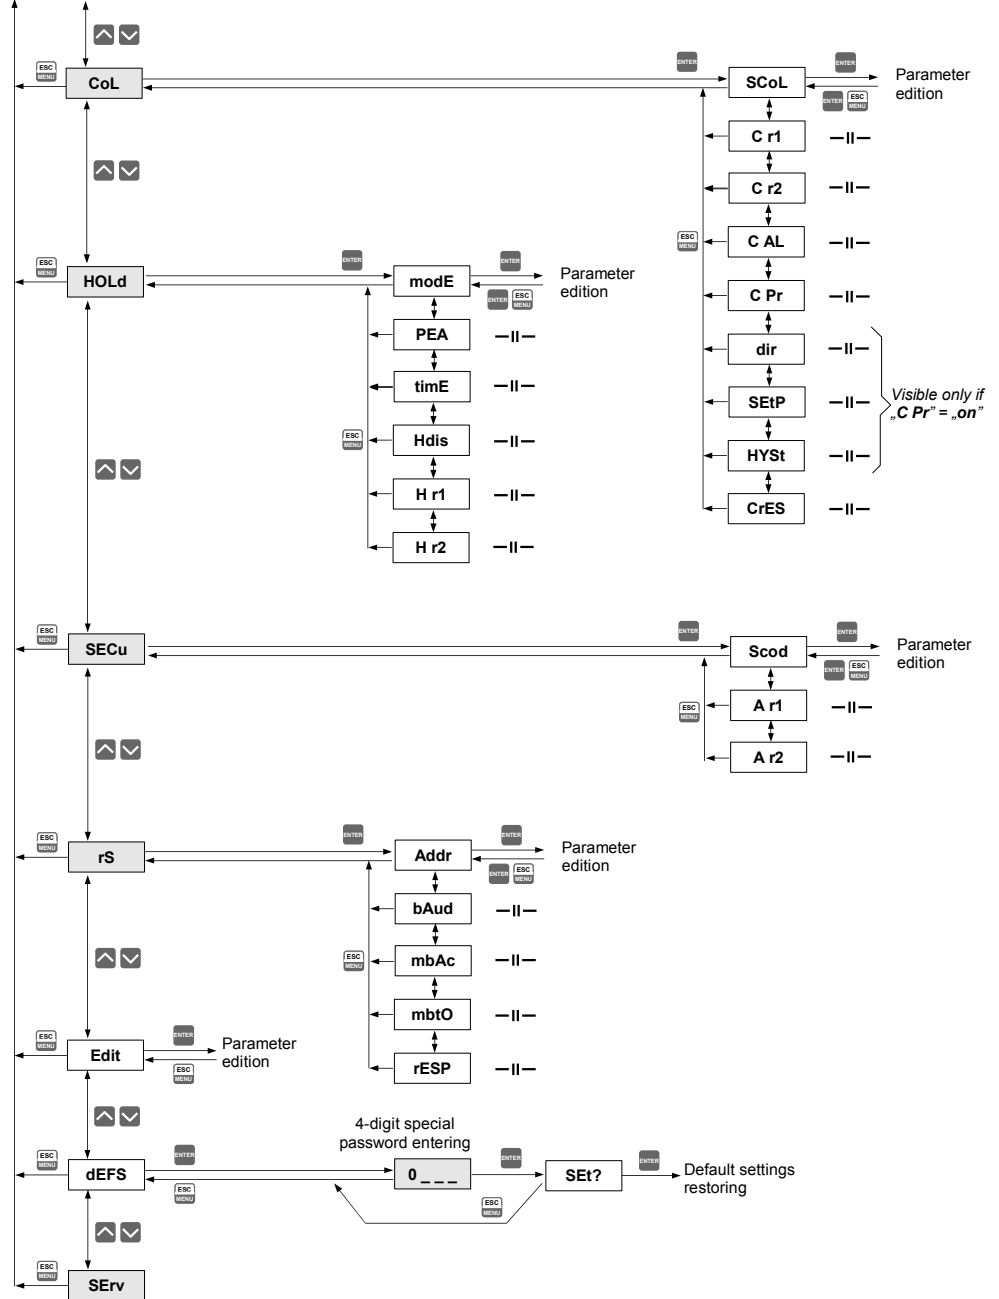 ESC
MENU
CoL
ENTER
SCoL
ENTER
ENTER ESC
MENU
Parameter
edition
C r1
—II—
C r2
—II—
ESC
MENU
C AL
—II—
C Pr
—II—
dir
—II—
SEtP
—II—
HYSt
—II—
Visible only if
„C Pr” = „on”
CrES
—II—
ESC
MENU
HOLd
ENTER
modE
ENTER
ENTER ESC
MENU
Parameter
edition
PEA
—II—
timE
—II—
ESC
MENU
Hdis
—II—
H r1
—II—
H r2
—II—
ESC
MENU
SECu
ENTER
Scod
ENTER
ENTER ESC
MENU
Parameter
edition
ESC
MENU
A r1
—II—
A r2
—II—
ESC
MENU
rS
ENTER
Addr
ENTER
ENTER ESC
MENU
Parameter
edition
bAud
—II—
ESC
MENU
mbAc
—II—
mbtO
—II—
rESP
—II—
ESC
MENU
Edit
ENTER
ESC
MENU
Parameter
edition
4-digit special
password entering
ESC
MENU
dEFS
ENTER
ESC
MENU
0 _ _ _
ENTER
ESC
MENU
SEt?
ENTER
Default settings
restoring
ESC
MENU
SErv